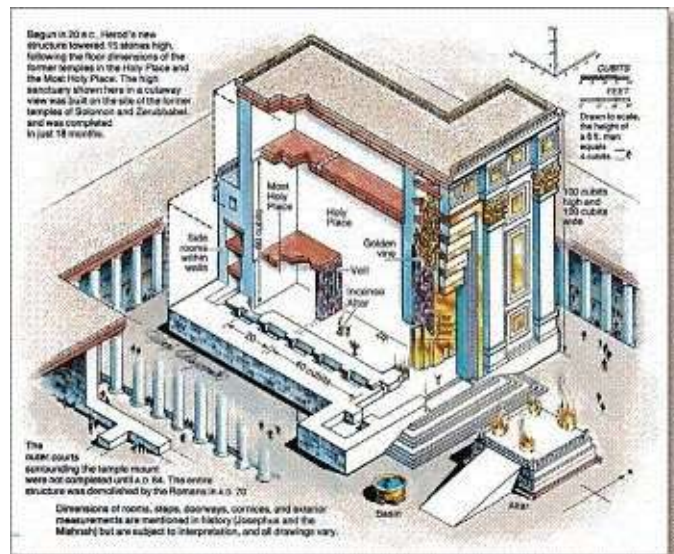 Begun in 20 B.C., Herod's new
structure towered 15 stories high,
following the floor dimensions of the
former temples in the Holy Place and
the Most Holy Place. The high
sanctuary shown here in a cutaway
view was built on the site of the former
temples of Solomon and Zerubbabel,
and was completed
in just 18 months.
CUBITS
FEET
Drawn to scale,
the height of
a 6 ft. man
equals
4 cubits
100 cubits
high and
100 cubits
wide
Most
Holy
Place
60 cubits
Holy
Place
Side
rooms
within
walls
Golden
vine
Veil
Incense
Altar
20
40 cubits
20
The
outer courts
surrounding the temple mount
were not completed until A.D. 64. The entire
structure was demolished by the Romans in A.D. 70
Basin
Altar
Dimensions of rooms, steps, doorways, cornices, and exterior
measurements are mentioned in history (Josephus and the
Mishnah) but are subject to interpretation, and all drawings vary.